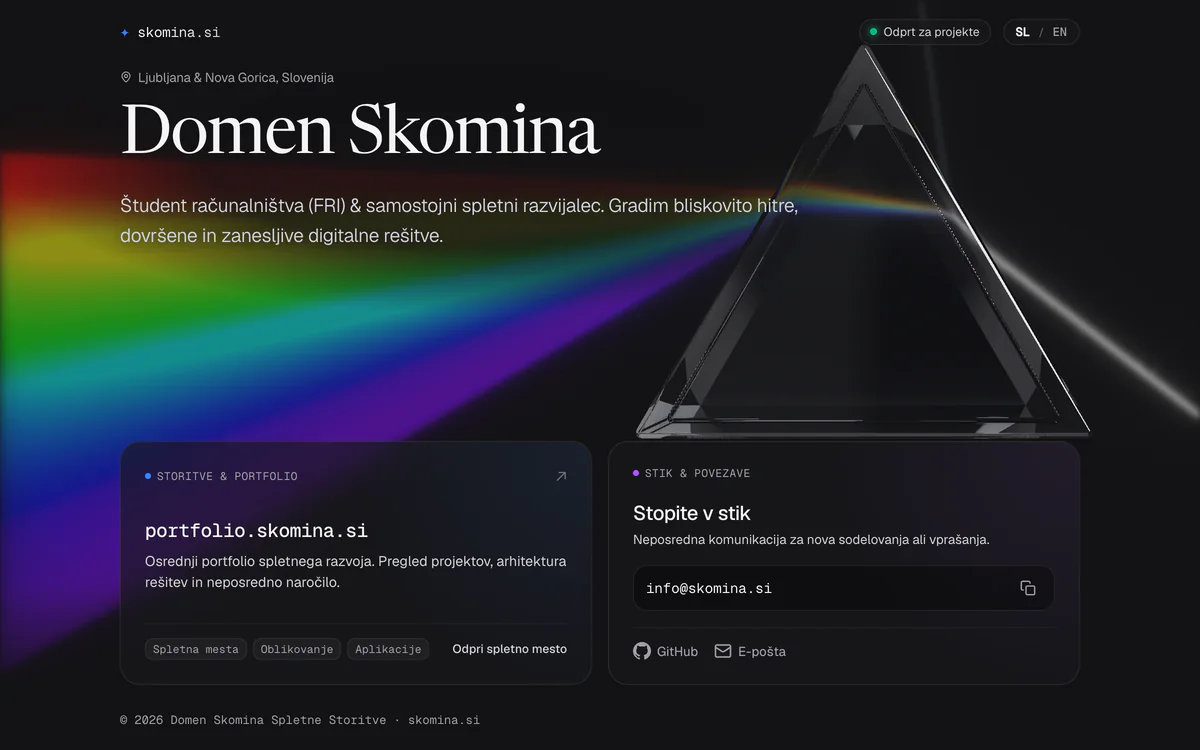 skomina.si
Odprt za projekte
SL / EN
Ljubljana & Nova Gorica, Slovenija
Domen Skomina
Študent računalništva (FRI) & samostojni spletni razvijalec. Gradim bliskovito hitre,
dovršene in zanesljive digitalne rešitve.
STORITVE & PORTFOLIO
portfolio.skomina.si
Osrednji portfolio spletnega razvoja. Pregled projektov, arhitektura
rešitev in neposredno naročilo.
Spletna mesta
Oblikovanje
Aplikacije
Odpri spletno mesto
STIK & POVEZAVE
Stopite v stik
Neposredna komunikacija za nova sodelovanja ali vprašanja.
info@skomina.si
GitHub
E-pošta
© 2026 Domen Skomina Spletne Storitve · skomina.si